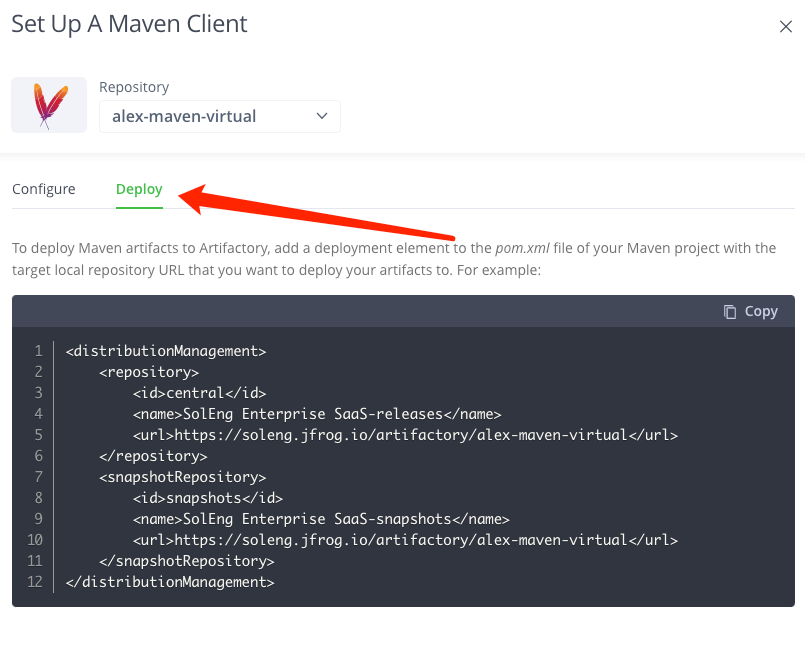 Set Up A Maven Client
Repository
alex-maven-virtual
Configure
Deploy
To deploy Maven artifacts to Artifactory, add a deployment element to the pom.xml file of your Maven project with the
target local repository URL that you want to deploy your artifacts to. For example:
Copy
1 <distributionManagement>
2     <repository>
3         <id>central</id>
4         <name>SolEng Enterprise SaaS-releases</name>
5         <url>https://soleng.jfrog.io/artifactory/alex-maven-virtual</url>
6     </repository>
7     <snapshotRepository>
8         <id>snapshots</id>
9         <name>SolEng Enterprise SaaS-snapshots</name>
10         <url>https://soleng.jfrog.io/artifactory/alex-maven-virtual</url>
11     </snapshotRepository>
12 </distributionManagement>